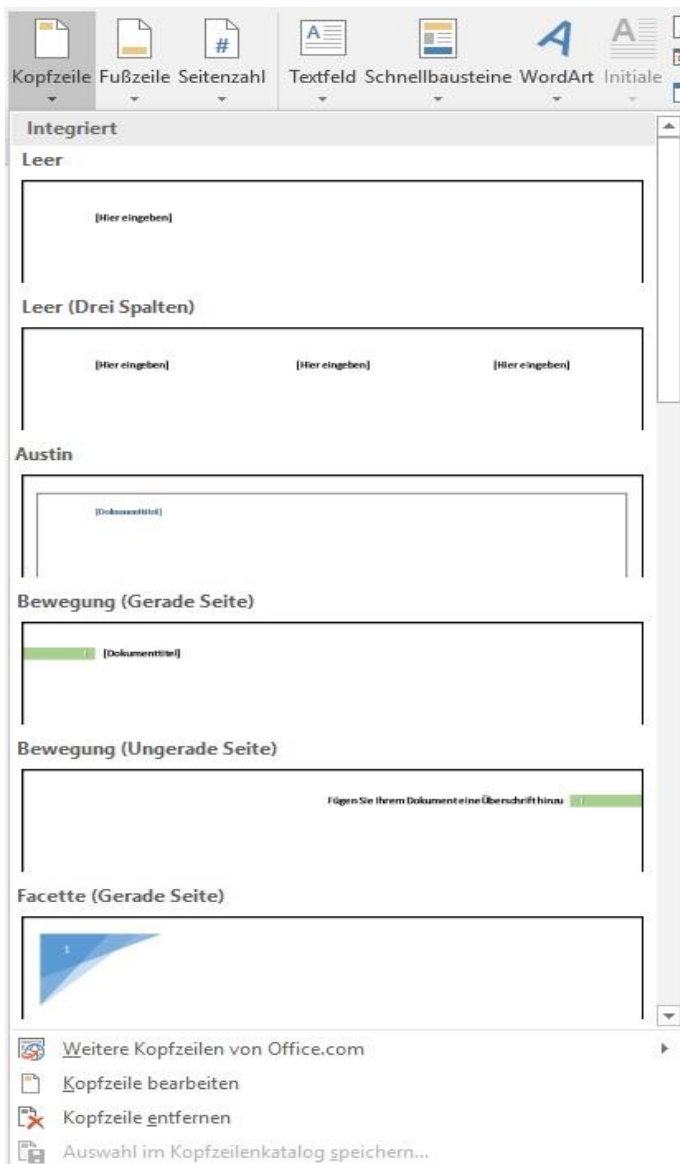 Kopfzeile Fußzeile Seitenzahl Textfeld Schnellbausteine WordArt Initiale
Integriert
Leer
[Hier eingeben]
Leer (Drei Spalten)
[Hier eingeben] [Hier eingeben] [Hier eingeben]
Austin
[Dokumenttitel]
Bewegung (Gerade Seite)
[Dokumenttitel]
Bewegung (Ungerade Seite)
Fügen Sie Ihrem Dokument eine Überschrift hinzu
Facette (Gerade Seite)
1
Weitere Kopfzeilen von Office.com
Kopfzeile bearbeiten
Kopfzeile entfernen
Auswahl im Kopfzeilenkatalog speichern...